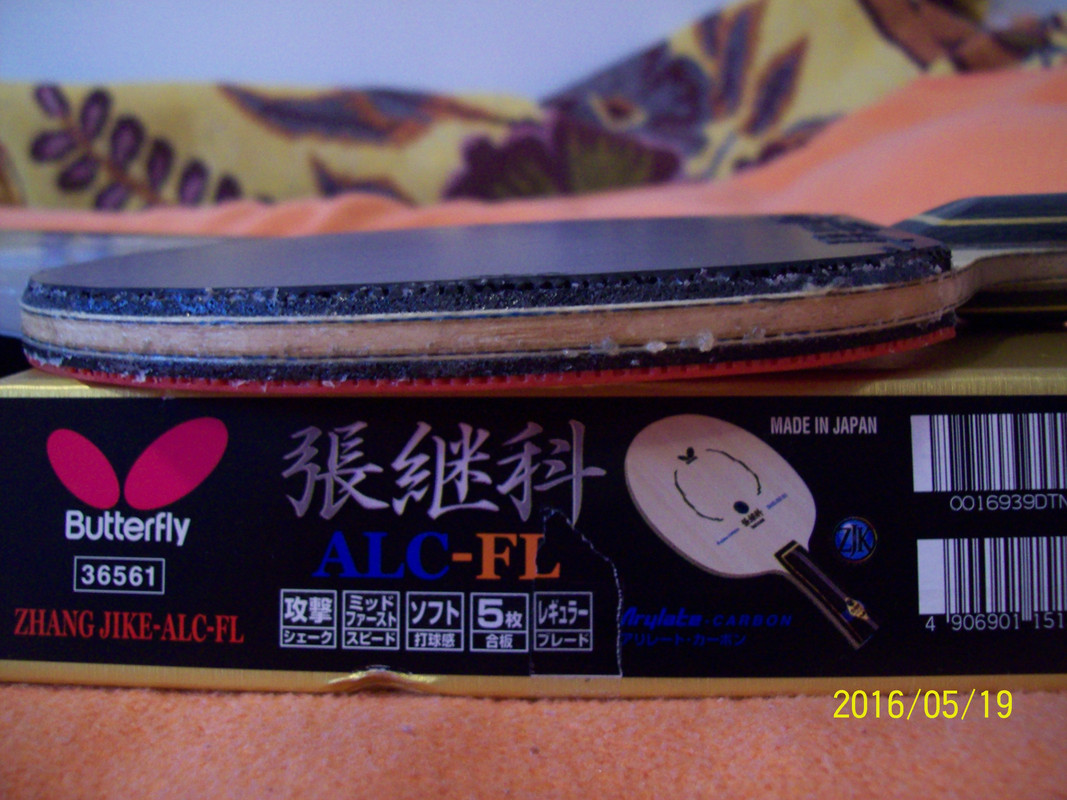 Butterfly
36561
ZHANG JIKE-ALC-FL
張継科
ALC-FL
攻撃
シェーク
ミッド
ファースト
スピード
ソフト
打球感
5枚
合板
レギュラー
ブレード
MADE IN JAPAN
ZJK
Arylate-CARBON
アリレート・カーボン
0016939DTN
4 906901 151
2016/05/19